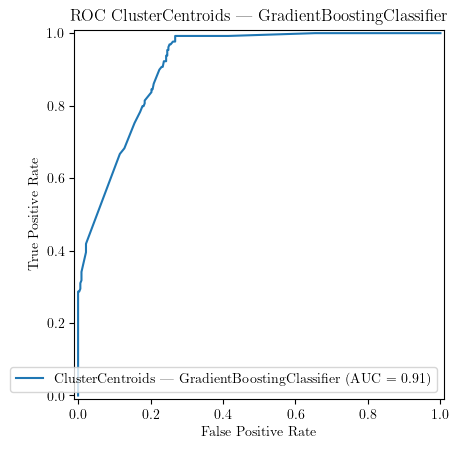 ROC ClusterCentroids — GradientBoostingClassifier
True Positive Rate
1.0
0.8
0.6
0.4
0.2
0.0
ClusterCentroids — GradientBoostingClassifier (AUC = 0.91)
0.0 0.2 0.4 0.6 0.8 1.0
False Positive Rate